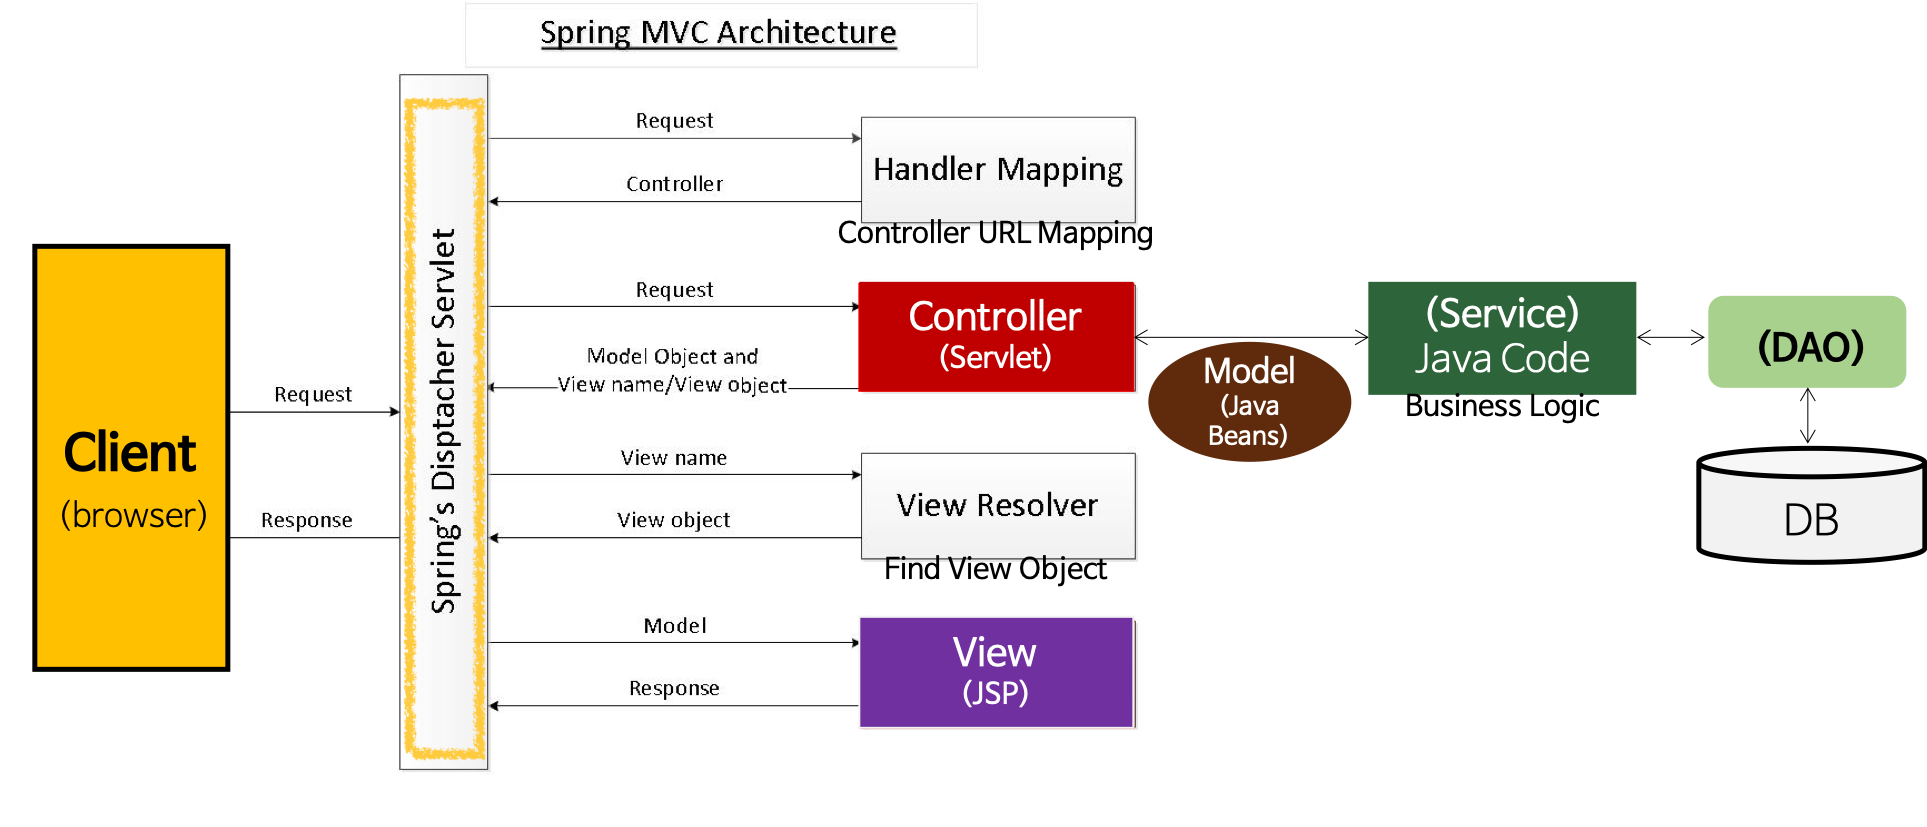 Spring MVC Architecture
Client
(browser)
Request
Response
Spring's Disptacher Servlet
Request
Controller
Handler Mapping
Controller URL Mapping
Request
Model Object and
View name/View object
Controller
(Servlet)
Model
(Java
Beans)
(Service)
Java Code
Business Logic
(DAO)
DB
View name
View object
View Resolver
Find View Object
Model
Response
View
(JSP)